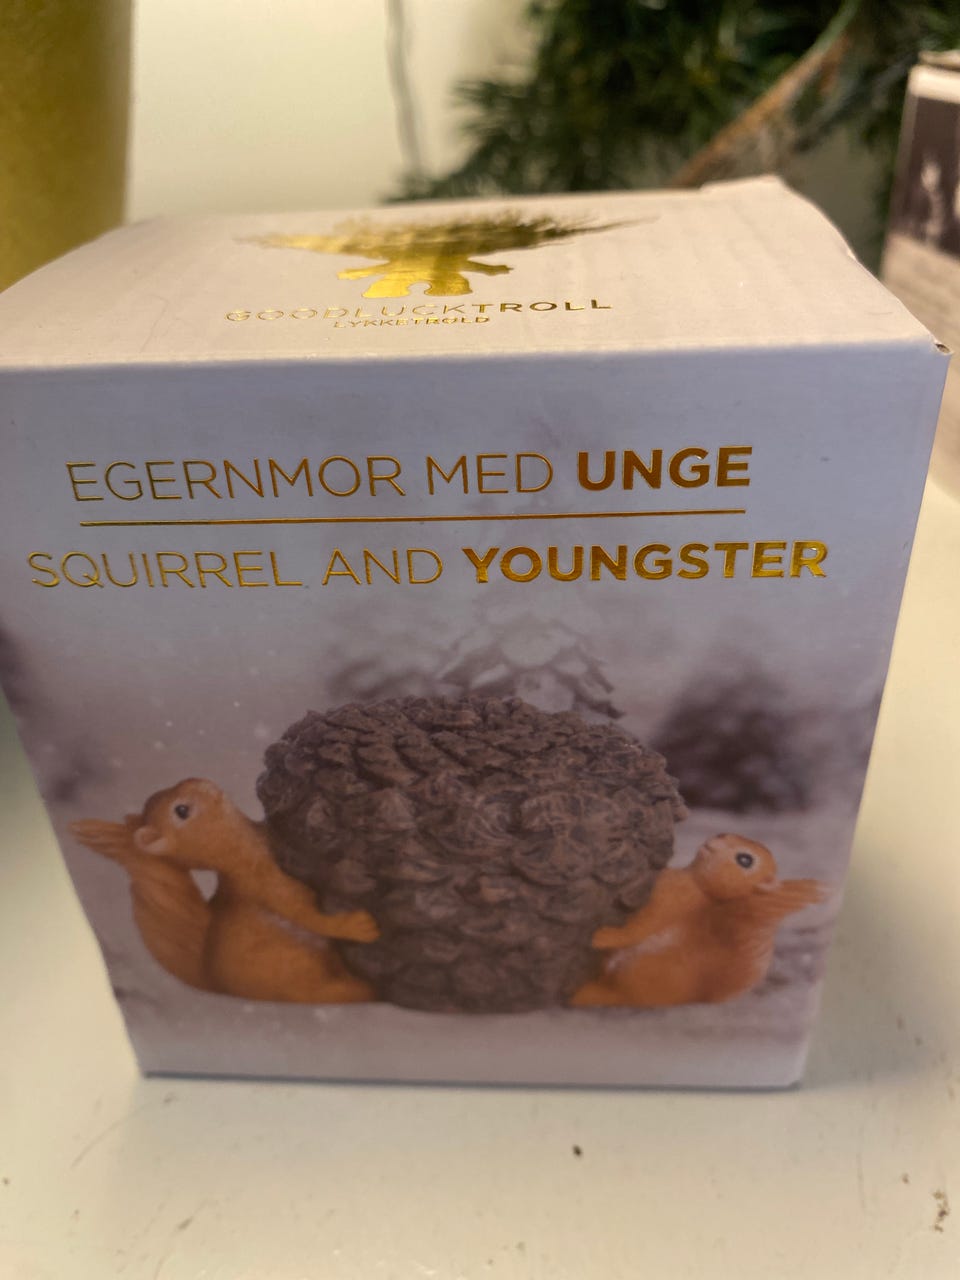 GOODLUCKTROLL
LYKKETROLD
EGERNMOR MED UNGE
SQUIRREL AND YOUNGSTER